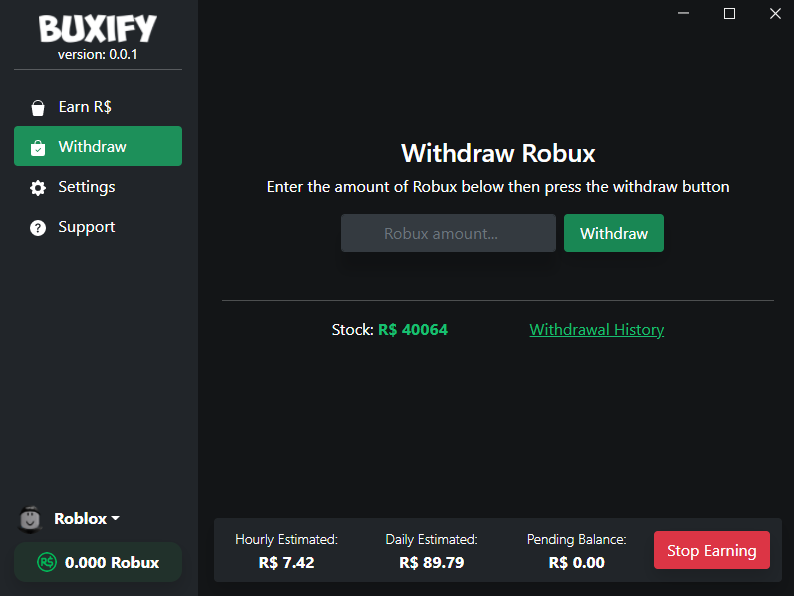 BUXIFY
version: 0.0.1
Earn R$
Withdraw
Settings
Support
Roblox
R$ 0.000 Robux
Withdraw Robux
Enter the amount of Robux below then press the withdraw button
Robux amount... Withdraw
Stock: R$ 40064 Withdrawal History
Hourly Estimated: Daily Estimated: Pending Balance:
R$ 7.42 R$ 89.79 R$ 0.00
Stop Earning